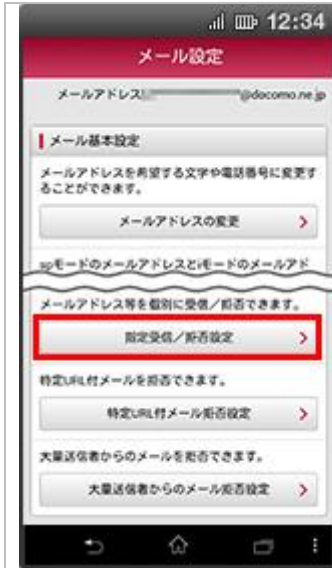 12:34
メール設定
メールアドレス @docomo.ne.jp
メール基本設定
メールアドレスを希望する文字や電話番号に変更す
ることができます。
メールアドレスの変更
spモードのメールアドレスとiモードのメールアド
メールアドレス等を個別に受信/拒否できます。
指定受信/拒否設定
特定URL付メールを拒否できます。
特定URL付メール拒否設定
大量送信者からのメールを拒否できます。
大量送信者からのメール拒否設定